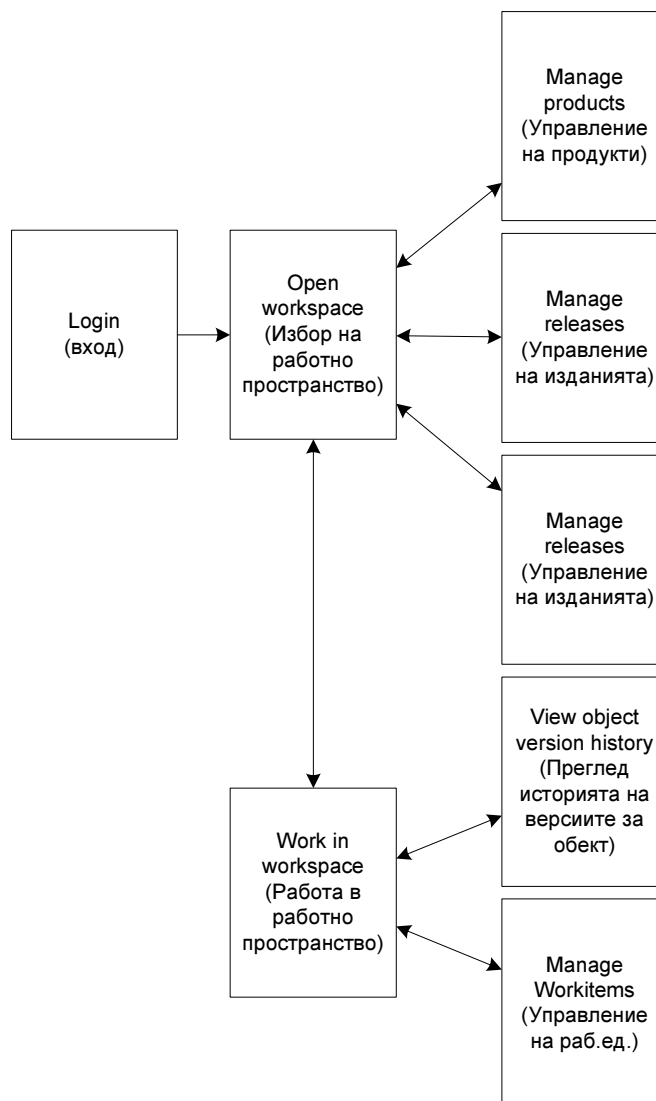 Manage
products
(Управление
на продукти)
Login
(вход)
Open
workspace
(Избор на
работно
пространство)
Manage
releases
(Управление
на изданията)
Manage
releases
(Управление
на изданията)
View object
version history
(Преглед
историята на
версиите за
обект)
Work in
workspace
(Работа в
работно
пространство)
Manage
Workitems
(Управление
на раб.ед.)